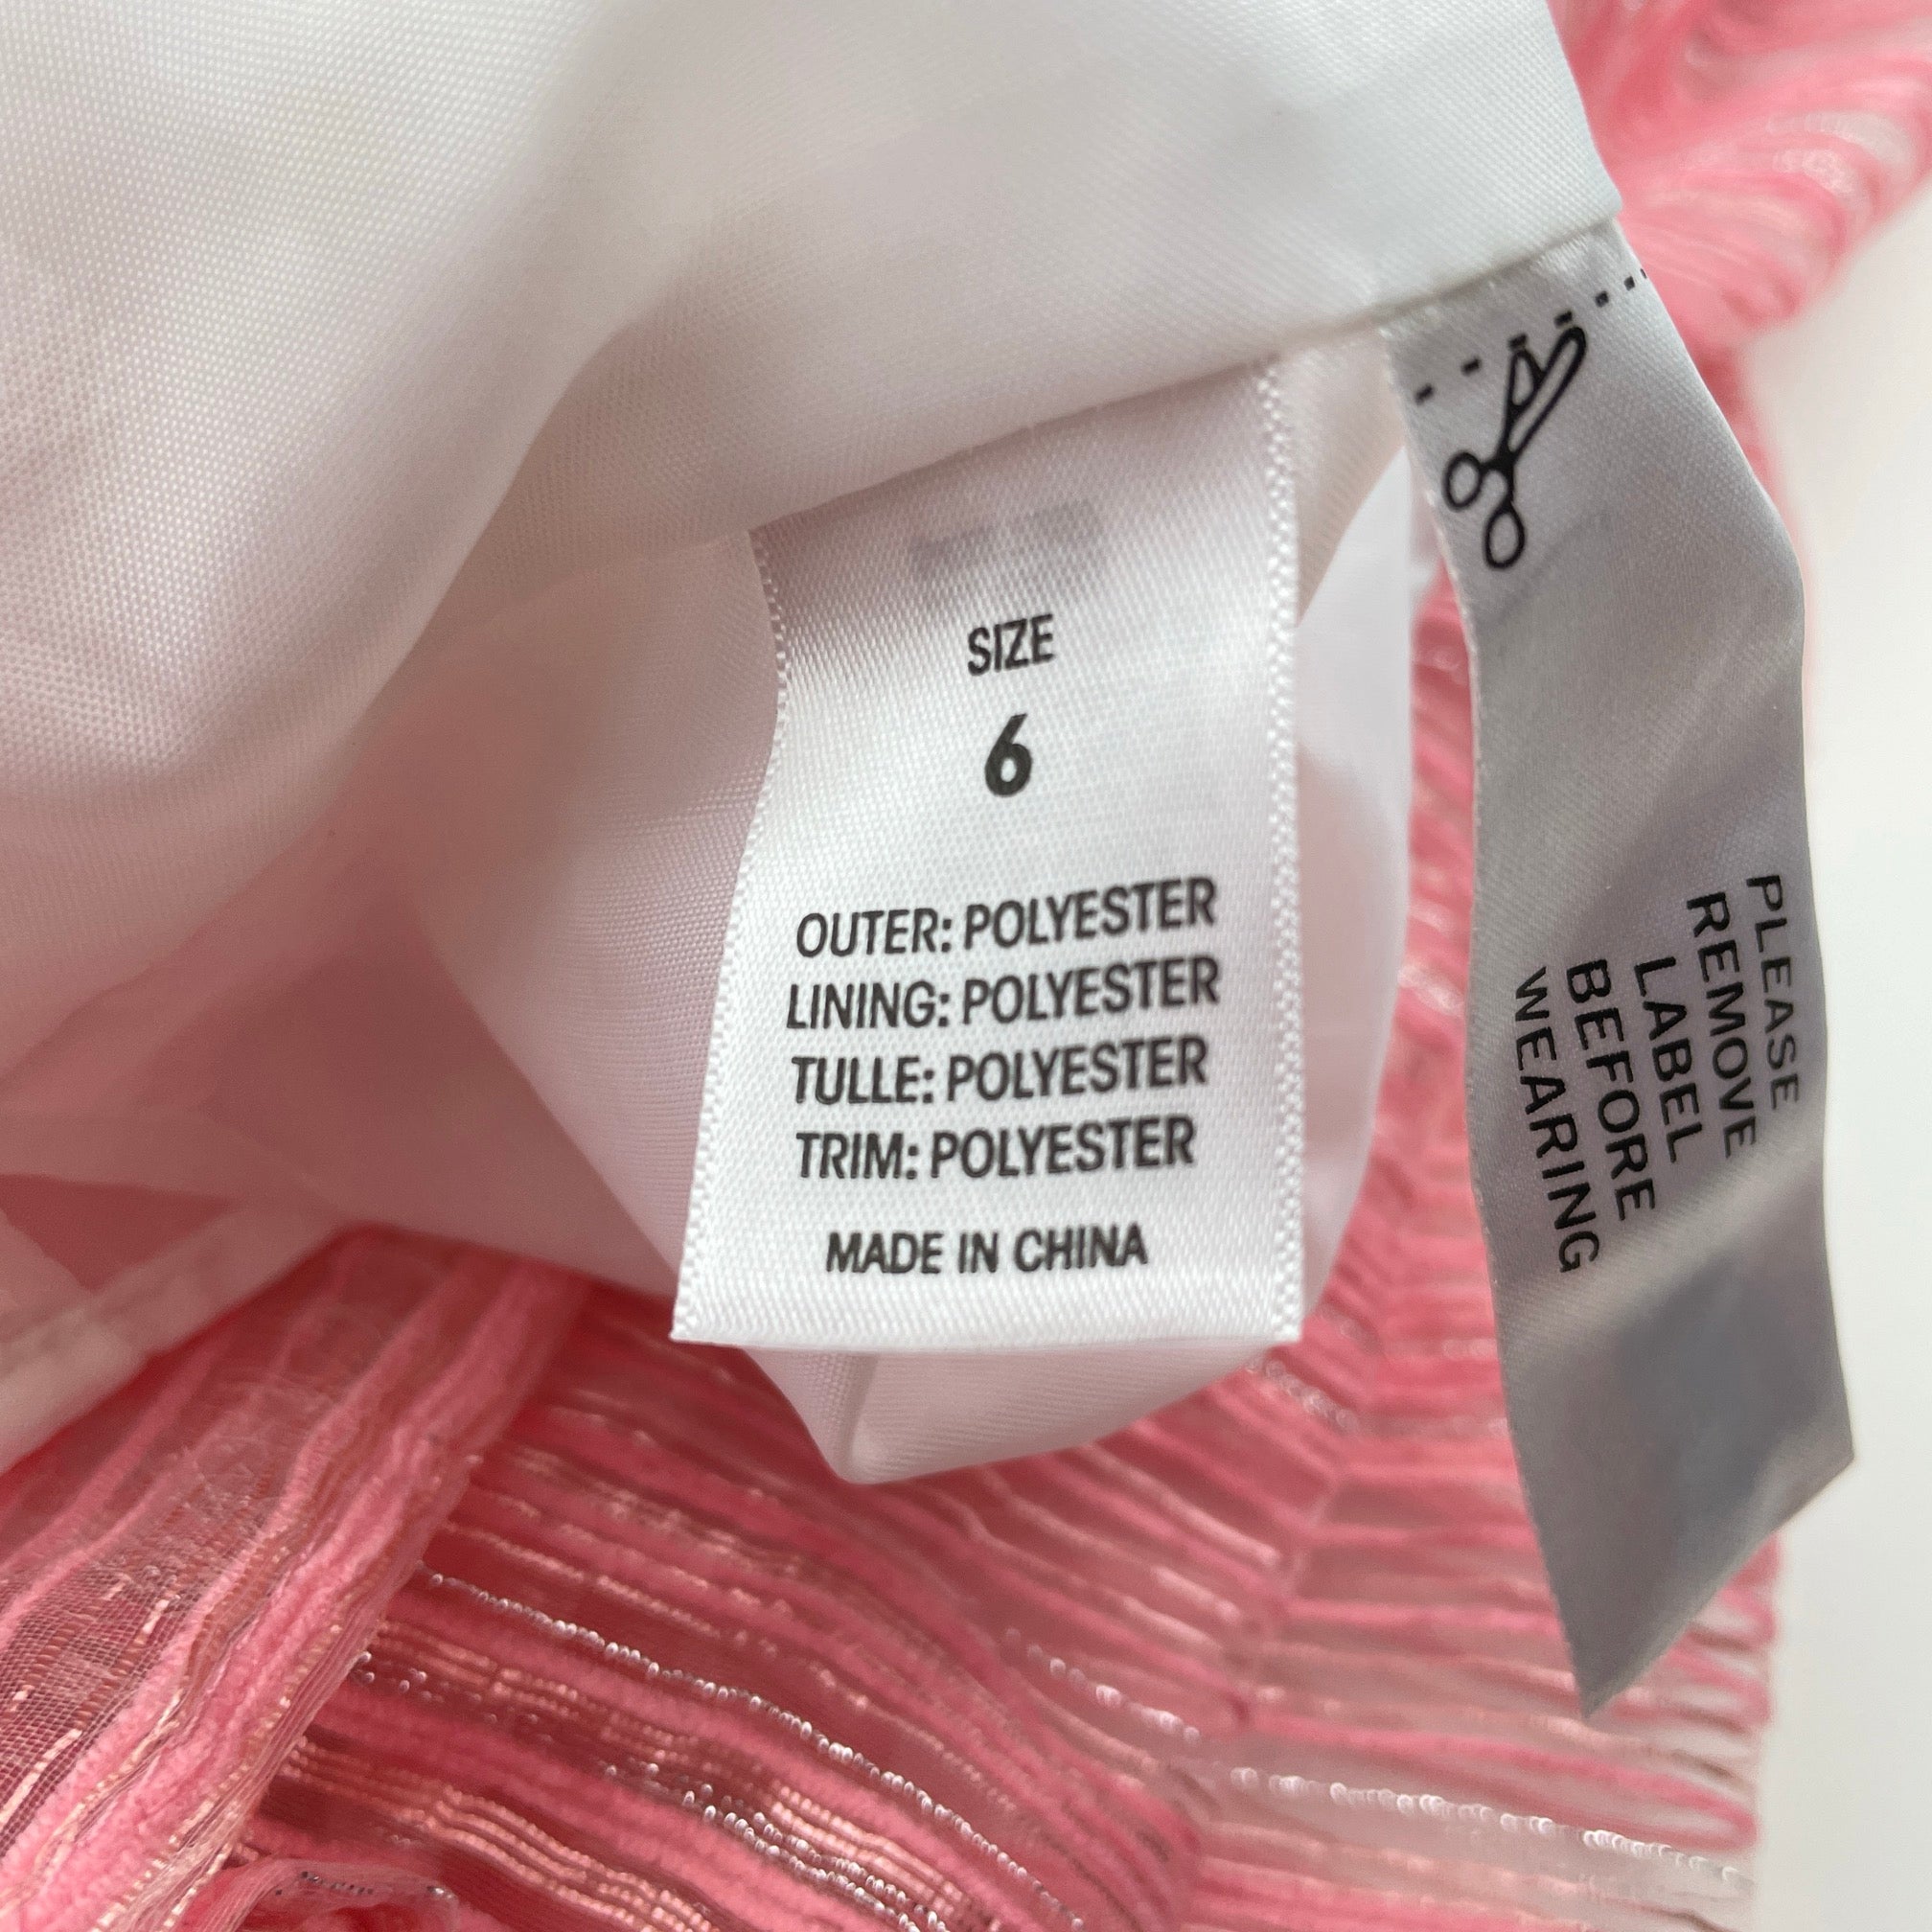 SIZE
6
OUTER: POLYESTER
LINING: POLYESTER
TULLE: POLYESTER
TRIM: POLYESTER
MADE IN CHINA
PLEASE
REMOVE
LABEL
BEFORE
WEARING